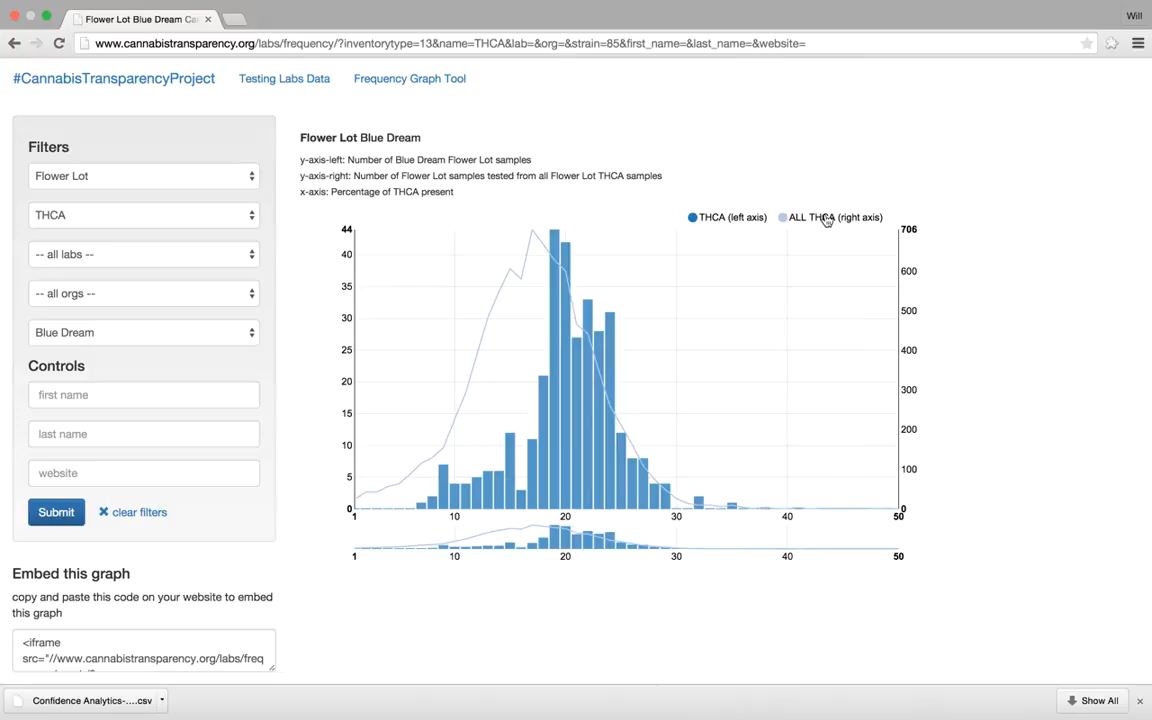 Flower Lot Blue Dream Ca
Will
www.cannabistransparency.org/labs/frequency/?inventorytype=13&name=THCA&lab=&org=&strain=85&first_name=&last_name=&website=
#CannabisTransparencyProject
Testing Labs Data
Frequency Graph Tool
Filters
Flower Lot
THCA
-- all labs --
-- all orgs --
Blue Dream
Controls
first name
last name
website
Submit
clear filters
Embed this graph
copy and paste this code on your website to embed
this graph
<iframe
src="//www.cannabistransparency.org/labs/freq
Flower Lot Blue Dream
y-axis-left: Number of Blue Dream Flower Lot samples
y-axis-right: Number of Flower Lot samples tested from all Flower Lot THCA samples
x-axis: Percentage of THCA present
THCA (left axis)
ALL THCA (right axis)
44
40
35
30
25
20
15
10
5
0
706
600
500
400
300
200
100
0
1 10 20 30 40 50
1 10 20 30 40 50
Confidence Analytics-....csv
Show All